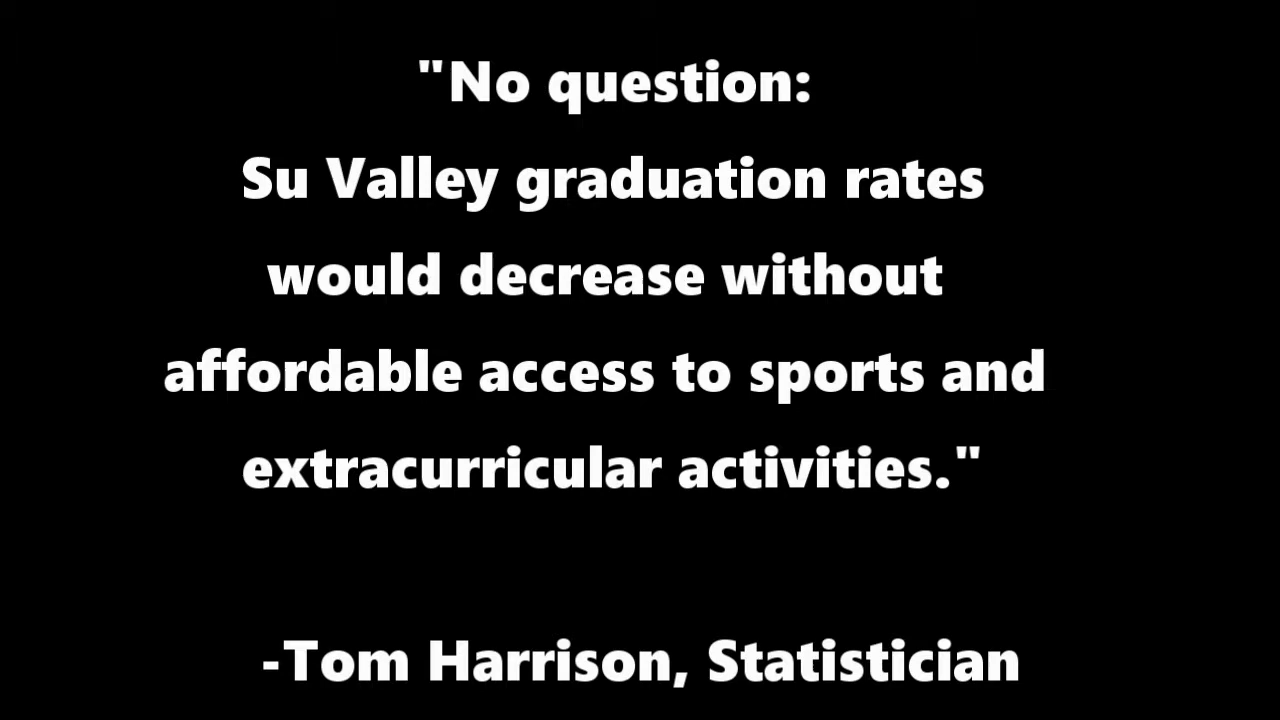 "No question:
Su Valley graduation rates
would decrease without
affordable access to sports and
extracurricular activities."
-Tom Harrison, Statistician